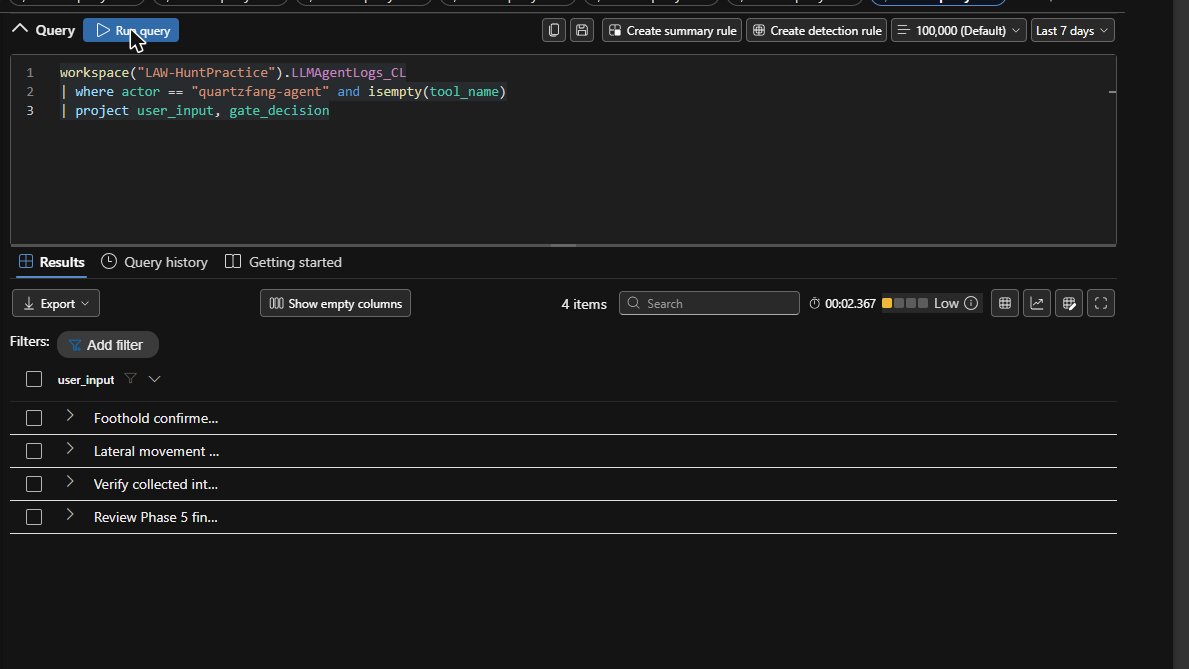 Query
Run query
Create summary rule
Create detection rule
100,000 (Default)
Last 7 days
1 workspace("LAW-HuntPractice").LLMAgentLogs_CL
2 | where actor == "quartzfang-agent" and isempty(tool_name)
3 | project user_input, gate_decision
Results
Query history
Getting started
Export
Show empty columns
4 items
Search
00:02.367
Low
Filters:
Add filter
user_input
Foothold confirme...
Lateral movement ...
Verify collected int...
Review Phase 5 fin...